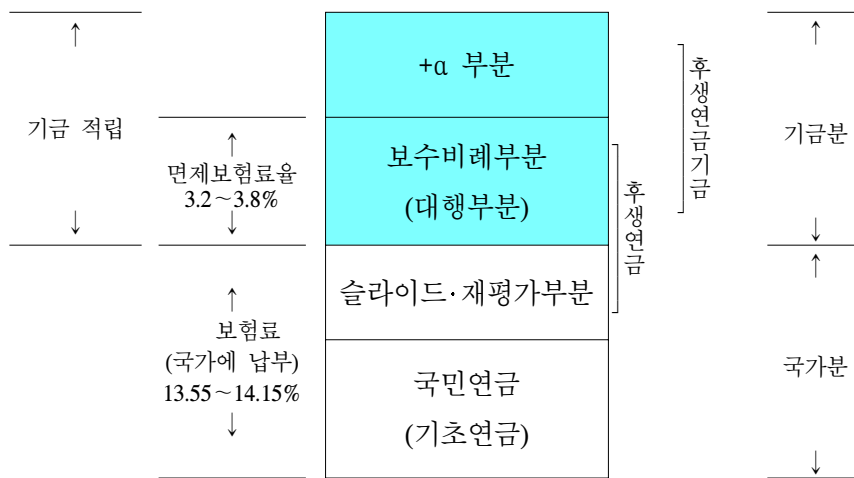 +α 부분
기금 적립
면제보험료율
3.2~3.8%
보수비례부분
(대행부분)
후생연금
후생연금기금
기금분
슬라이드·재평가부분
보험료
(국가에 납부)
13.55~14.15%
국민연금
(기초연금)
국가분